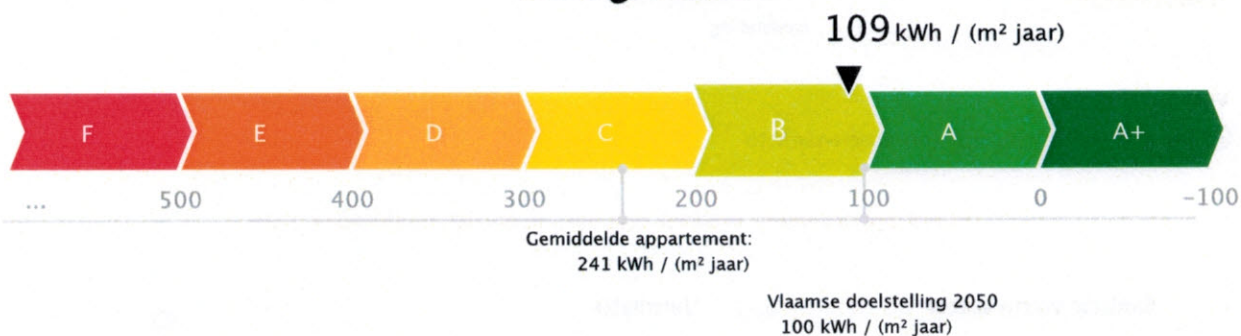 109 kWh / (m² jaar)
F E D C B A A+
... 500 400 300 200 100 0 -100
Gemiddelde appartement:
241 kWh / (m² jaar)
Vlaamse doelstelling 2050
100 kWh / (m² jaar)